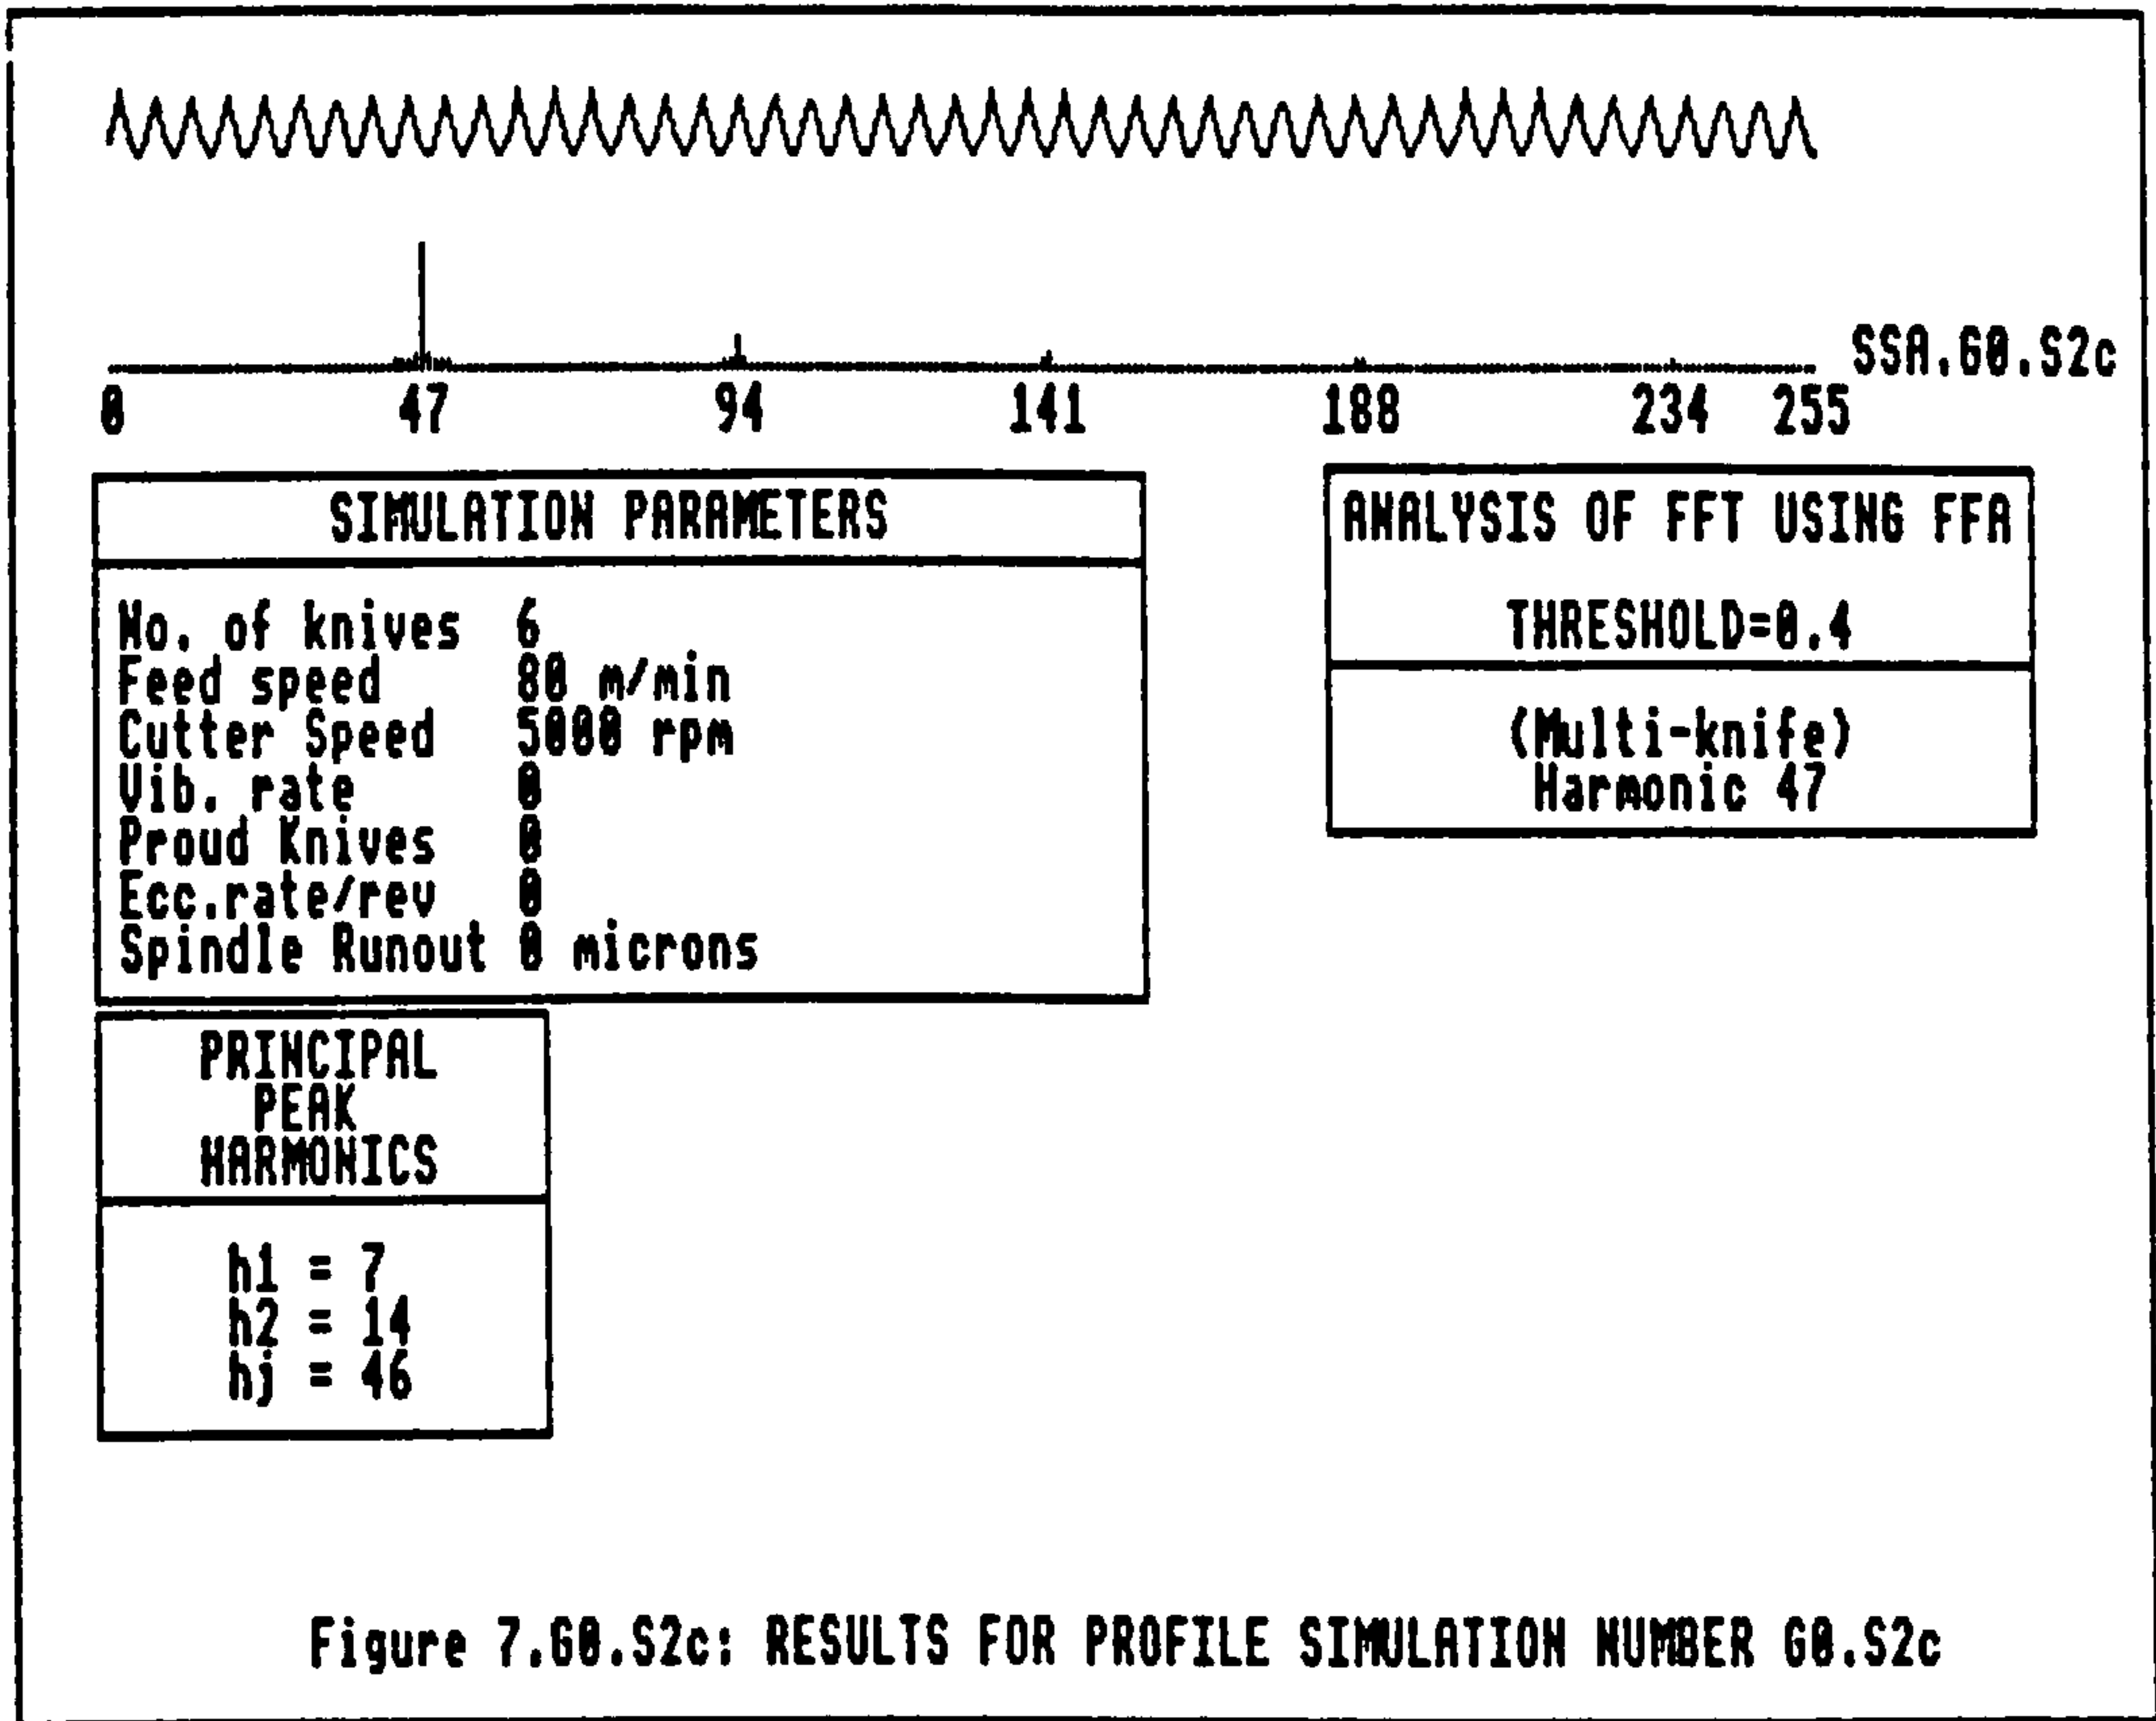 SSA.G0.S2c
0 47 94 141 188 234 255
SIMULATION PARAMETERS
No. of knives 6
Feed speed 80 m/min
Cutter Speed 5000 rpm
Vib. rate 0
Proud Knives 0
Ecc.rate/rev 0
Spindle Runout 0 microns
ANALYSIS OF FFT USING FFA
THRESHOLD=0.4
(Multi-knife)
Harmonic 47
PRINCIPAL
PEAK
HARMONICS
h1 = 7
h2 = 14
hj = 46
Figure 7.G0.S2c: RESULTS FOR PROFILE SIMULATION NUMBER G0.S2c